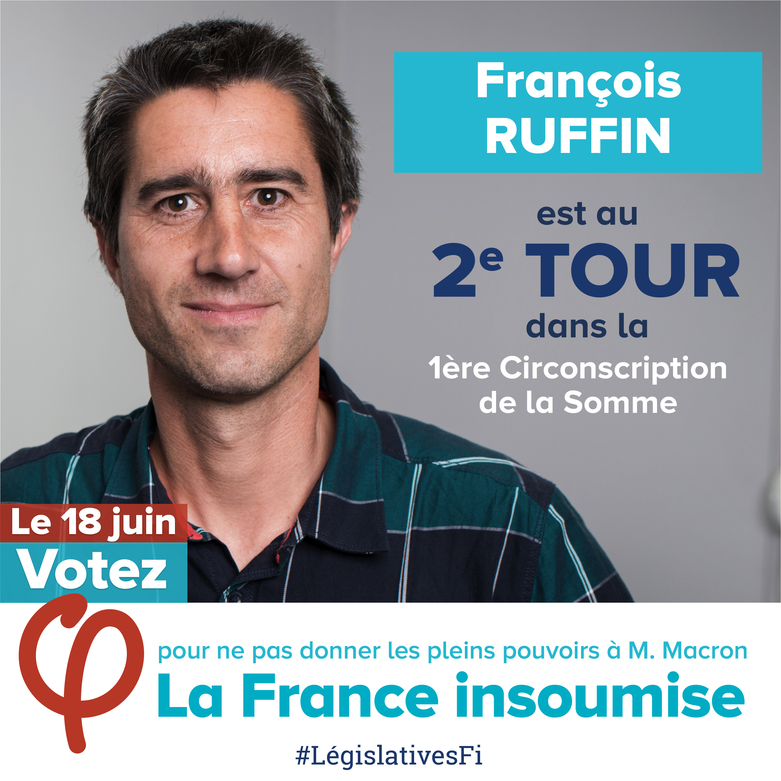 François
RUFFIN
est au
2e TOUR
dans la
1ère Circonscription
de la Somme
Le 18 juin
Votez
pour ne pas donner les pleins pouvoirs à M. Macron
La France insoumise
#LégislativesFi